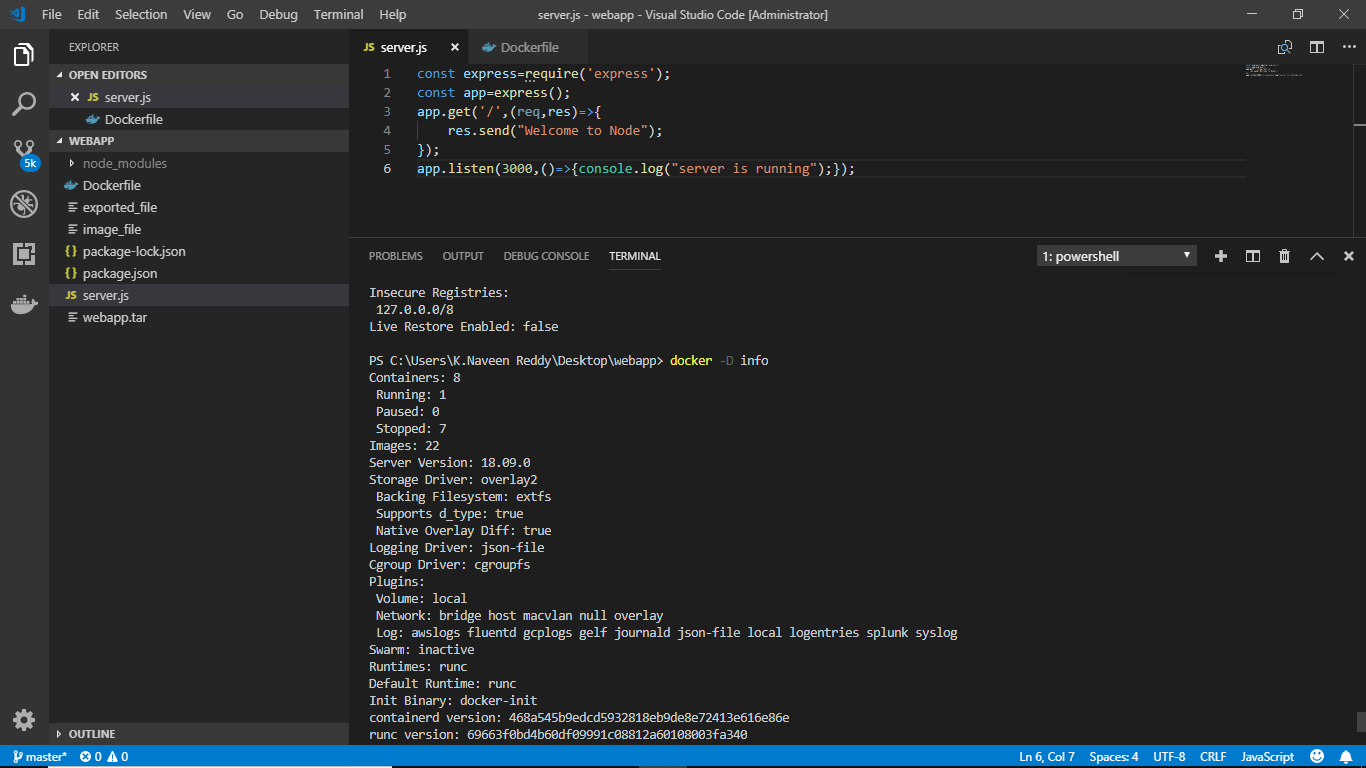 File Edit Selection View Go Debug Terminal Help
server.js - webapp - Visual Studio Code [Administrator]
EXPLORER
OPEN EDITORS
JS server.js
Dockerfile
WEBAPP
node_modules
Dockerfile
exported_file
image_file
{} package-lock.json
{} package.json
JS server.js
webapp.tar
OUTLINE
5k
JS server.js
Dockerfile
1 const express=require('express');
2 const app=express();
3 app.get('/',(req,res)=>{
4 res.send("Welcome to Node");
5 });
6 app.listen(3000,()=>{console.log("server is running");});
PROBLEMS OUTPUT DEBUG CONSOLE TERMINAL
1: powershell
Insecure Registries:
127.0.0.0/8
Live Restore Enabled: false
PS C:\Users\K.Naveen Reddy\Desktop\webapp> docker -D info
Containers: 8
Running: 1
Paused: 0
Stopped: 7
Images: 22
Server Version: 18.09.0
Storage Driver: overlay2
Backing Filesystem: extfs
Supports d_type: true
Native Overlay Diff: true
Logging Driver: json-file
Cgroup Driver: cgroupfs
Plugins:
Volume: local
Network: bridge host macvlan null overlay
Log: awslogs fluentd gcplogs gelf journald json-file local logentries splunk syslog
Swarm: inactive
Runtimes: runc
Default Runtime: runc
Init Binary: docker-init
containerd version: 468a545b9edcd5932818eb9de8e72413e616e86e
runc version: 69663f0bd4b60df09991c08812a60108003fa340
master* 0 0
Ln 6, Col 7 Spaces: 4 UTF-8 CRLF JavaScript